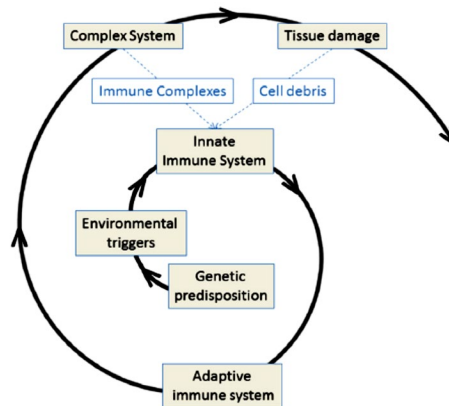 Complex System
Tissue damage
Immune Complexes
Cell debris
Innate
Immune System
Environmental
triggers
Genetic
predisposition
Adaptive
immune system